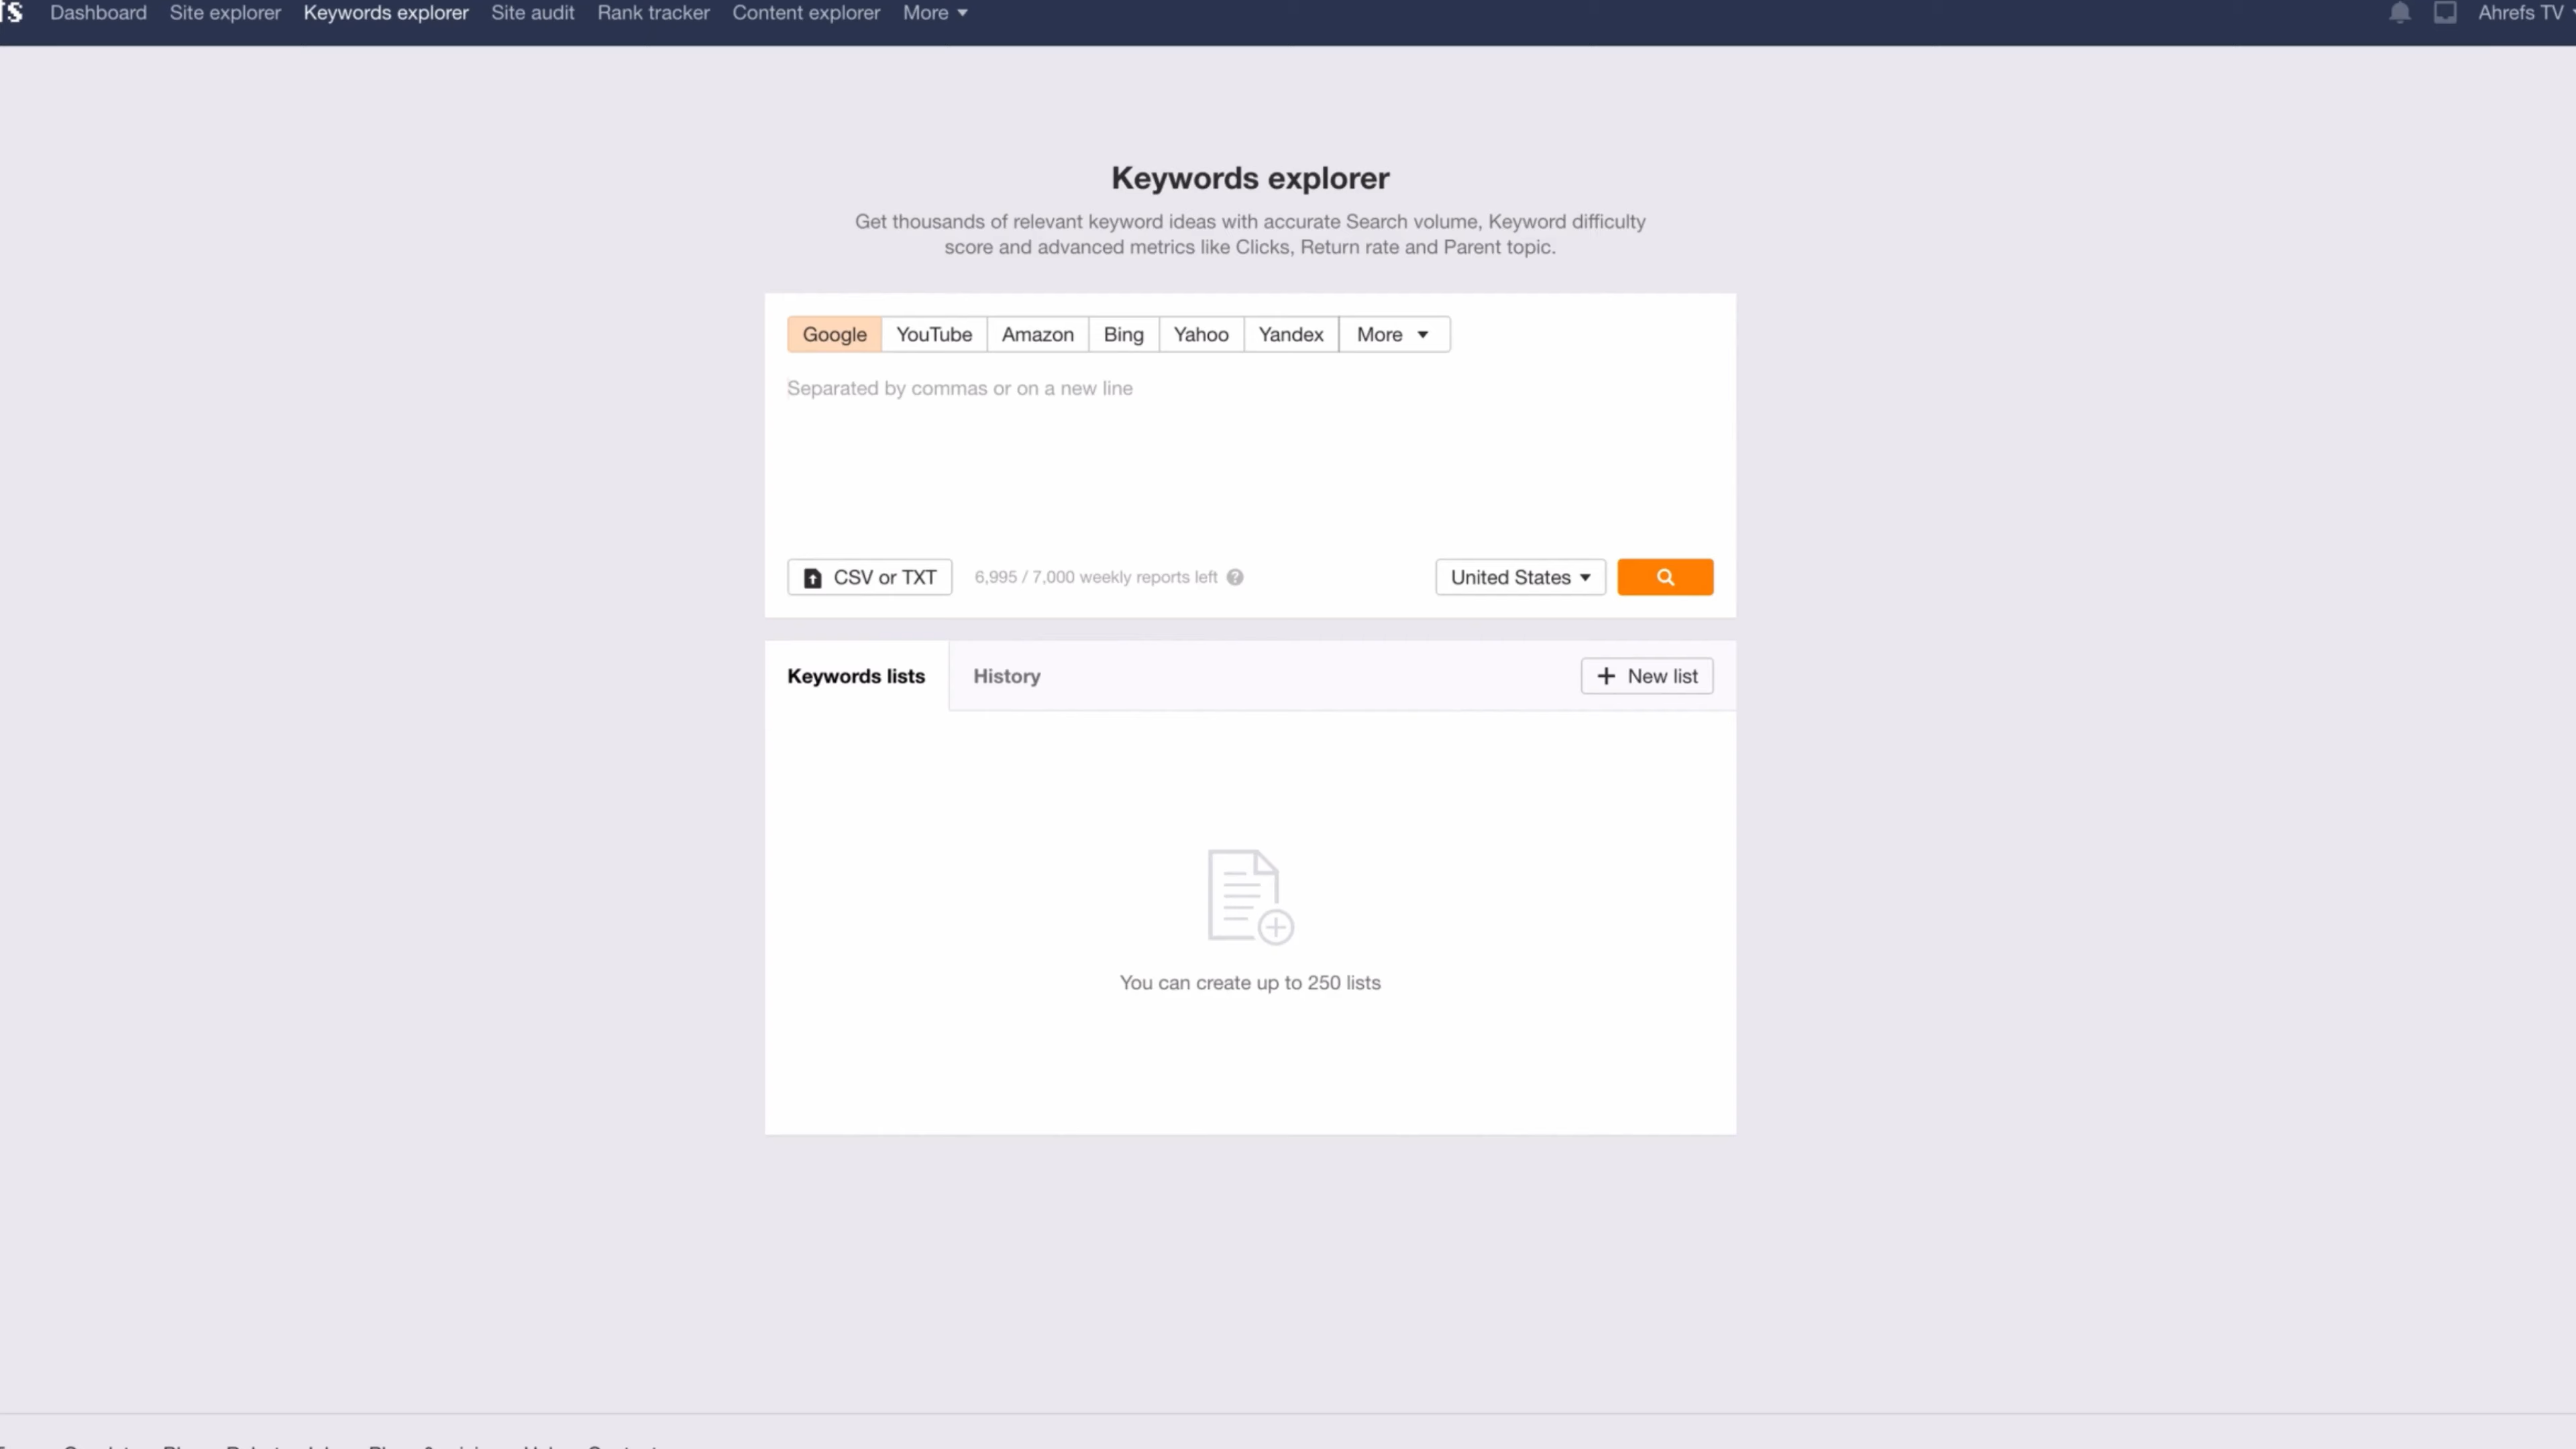 Dashboard Site explorer Keywords explorer Site audit Rank tracker Content explorer More Ahrefs TV
Keywords explorer
Get thousands of relevant keyword ideas with accurate Search volume, Keyword difficulty
score and advanced metrics like Clicks, Return rate and Parent topic.
Google YouTube Amazon Bing Yahoo Yandex More
Separated by commas or on a new line
CSV or TXT 6,995 / 7,000 weekly reports left United States
Keywords lists History New list
You can create up to 250 lists